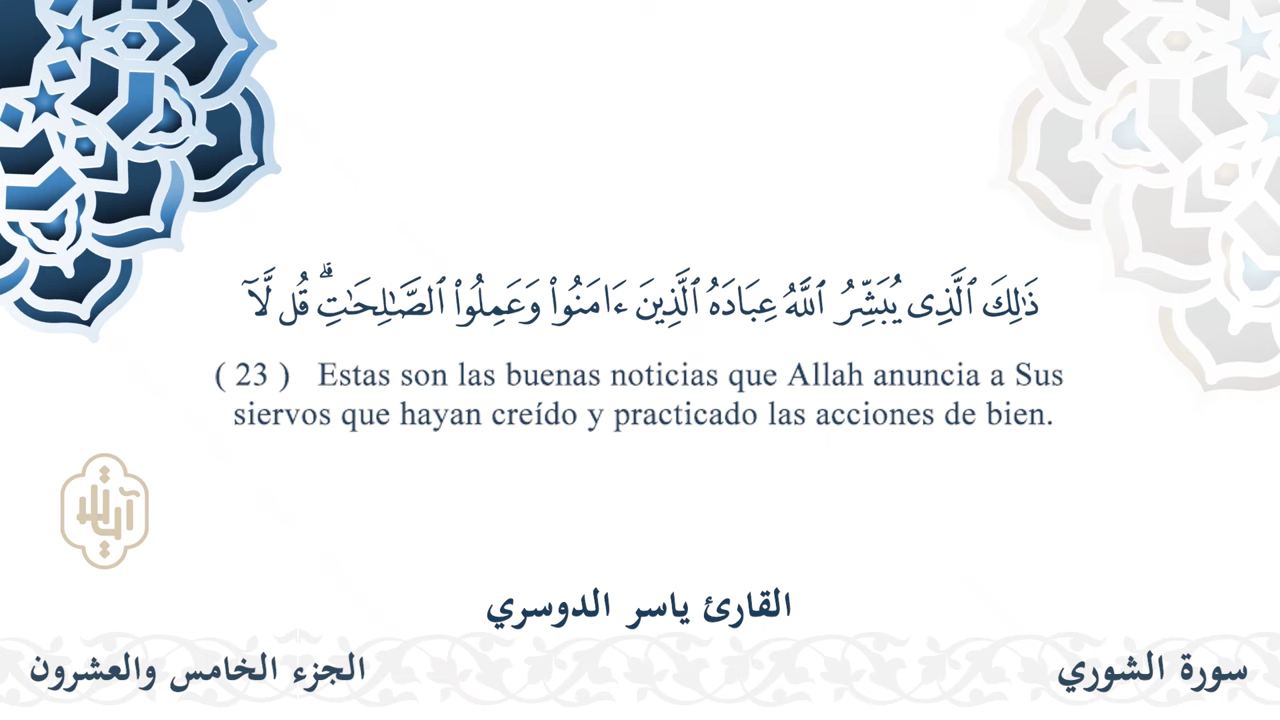 ذَٰلِكَ ٱلَّذِى يُبَشِّرُ ٱللَّهُ عِبَادَهُ ٱلَّذِينَ ءَامَنُوا۟ وَعَمِلُوا۟ ٱلصَّـٰلِحَـٰتِ ۗ قُل لَّآ
( 23 ) Estas son las buenas noticias que Allah anuncia a Sus
siervos que hayan creído y practicado las acciones de bien.
آيات
القارئ ياسر الدوسري
سورة الشوري
الجزء الخامس والعشرون